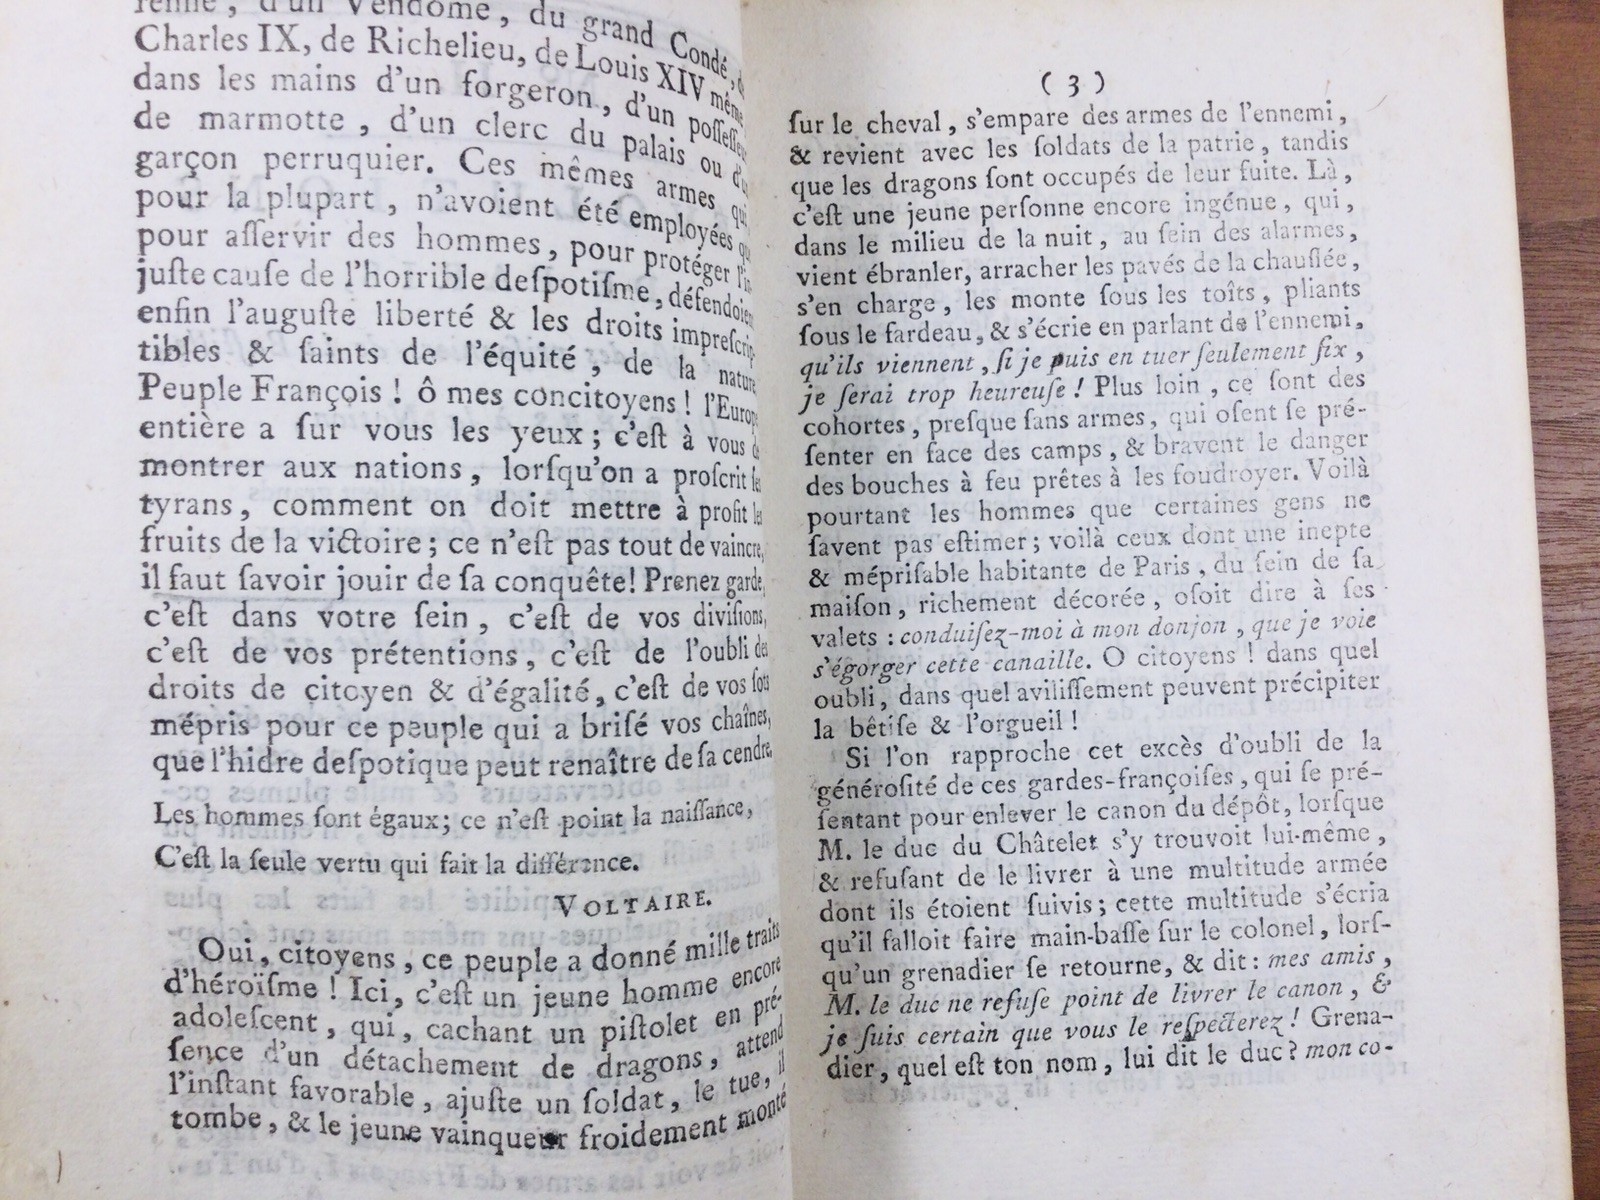 renne, d'un Vendôme, du grand Condé, de
Charles IX, de Richelieu, de Louis XIV même,
dans les mains d'un forgeron, d'un poſſeſſeur
de marmotte, d'un clerc du palais ou d'un
garçon perruquier. Ces mêmes armes qui,
pour la plupart, n'avoient été employées que
pour aſſervir des hommes, pour protéger l'in-
juſte cauſe de l'horrible deſpotiſme, défendoient
enfin l'auguſte liberté & les droits impreſcrip-
tibles & ſaints de l'équité, de la nature.
Peuple François ! ô mes concitoyens ! l'Europe
entière a ſur vous les yeux ; c'eſt à vous de
montrer aux nations, lorſqu'on a proſcrit les
tyrans, comment on doit mettre à profit les
fruits de la victoire ; ce n'eſt pas tout de vaincre,
il faut ſavoir jouir de ſa conquête ! Prenez garde,
c'eſt dans votre ſein, c'eſt de vos diviſions,
c'eſt de vos prétentions, c'eſt de l'oubli des
droits de citoyen & d'égalité, c'eſt de vos ſots
mépris pour ce peuple qui a briſé vos chaînes,
que l'hidre deſpotique peut renaître de ſa cendre.
Les hommes ſont égaux ; ce n'eſt point la naiſſance,
C'eſt la ſeule vertu qui fait la différence.
VOLTAIRE.
Oui, citoyens, ce peuple a donné mille traits
d'héroïſme ! Ici, c'eſt un jeune homme encore
adoleſcent, qui, cachant un piſtolet en pré-
ſence d'un détachement de dragons, attend
l'inſtant favorable, ajuſte un ſoldat, le tue, il
tombe, & le jeune vainqueur froidement monté
( 3 )
ſur le cheval, s'empare des armes de l'ennemi,
& revient avec les ſoldats de la patrie, tandis
que les dragons ſont occupés de leur fuite. Là,
c'eſt une jeune perſonne encore ingénue, qui,
dans le milieu de la nuit, au ſein des alarmes,
vient ébranler, arracher les pavés de la chauſſée,
s'en charge, les monte ſous les toîts, pliants
ſous le fardeau, & s'écrie en parlant de l'ennemi,
qu'ils viennent, ſi je puis en tuer ſeulement ſix,
je ſerai trop heureuſe ! Plus loin, ce ſont des
cohortes, preſque ſans armes, qui oſent ſe pré-
ſenter en face des camps, & bravent le danger
des bouches à feu prêtes à les foudroyer. Voilà
pourtant les hommes que certaines gens ne
ſavent pas eſtimer ; voilà ceux dont une inepte
& mépriſable habitante de Paris, du ſein de ſa
maiſon, richement décorée, oſoit dire à ſes
valets : conduiſez-moi à mon donjon, que je voie
s'égorger cette canaille. O citoyens ! dans quel
oubli, dans quel aviliſſement peuvent précipiter
la bêtiſe & l'orgueil !
Si l'on rapproche cet excès d'oubli de la
généroſité de ces gardes-françoiſes, qui ſe pré-
ſentant pour enlever le canon du dépôt, lorſque
M. le duc du Châtelet s'y trouvoit lui-même,
& refuſant de le livrer à une multitude armée
dont ils étoient ſuivis ; cette multitude s'écria
qu'il falloit faire main-baſſe ſur le colonel, lorſ-
qu'un grenadier ſe retourne, & dit : mes amis,
M. le duc ne refuſe point de livrer le canon, &
je ſuis certain que vous le reſpecterez ! Grena-
dier, quel eſt ton nom, lui dit le duc ? mon co-